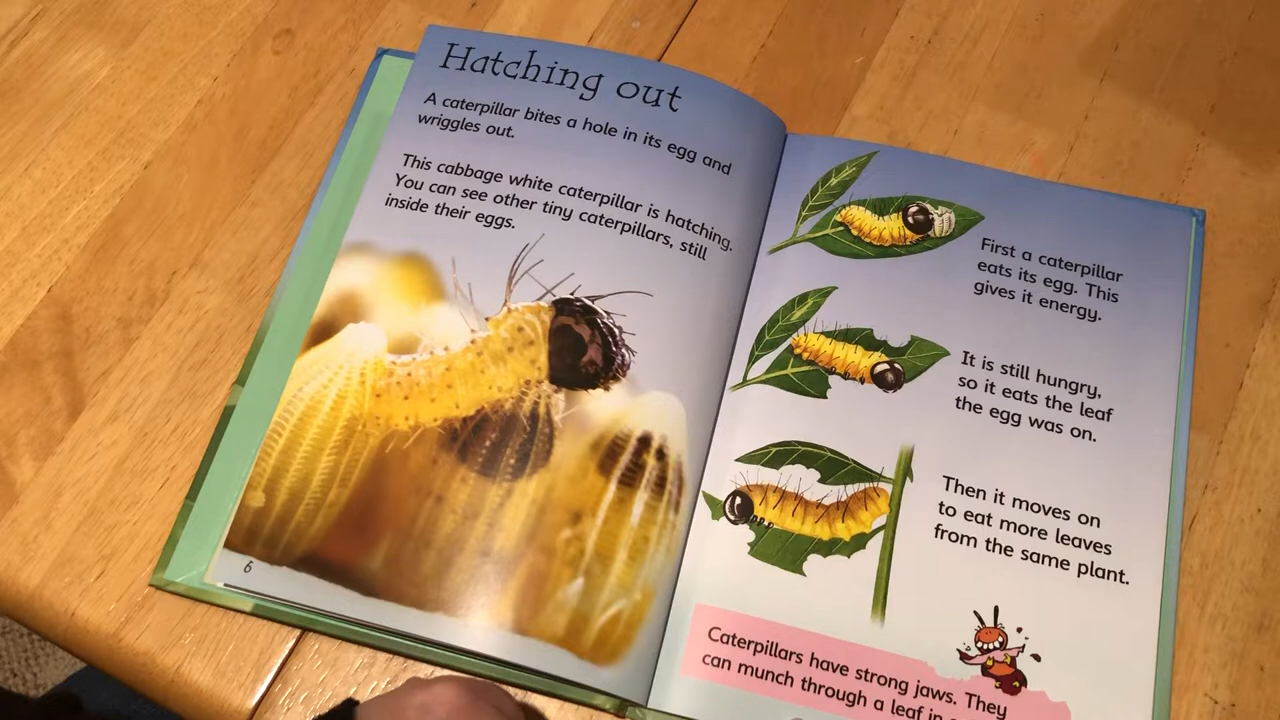 Hatching out
A caterpillar bites a hole in its egg and
wriggles out.
This cabbage white caterpillar is hatching.
You can see other tiny caterpillars, still
inside their eggs.
6
First a caterpillar
eats its egg. This
gives it energy.
It is still hungry,
so it eats the leaf
the egg was on.
Then it moves on
to eat more leaves
from the same plant.
Caterpillars have strong jaws. They
can munch through a leaf in